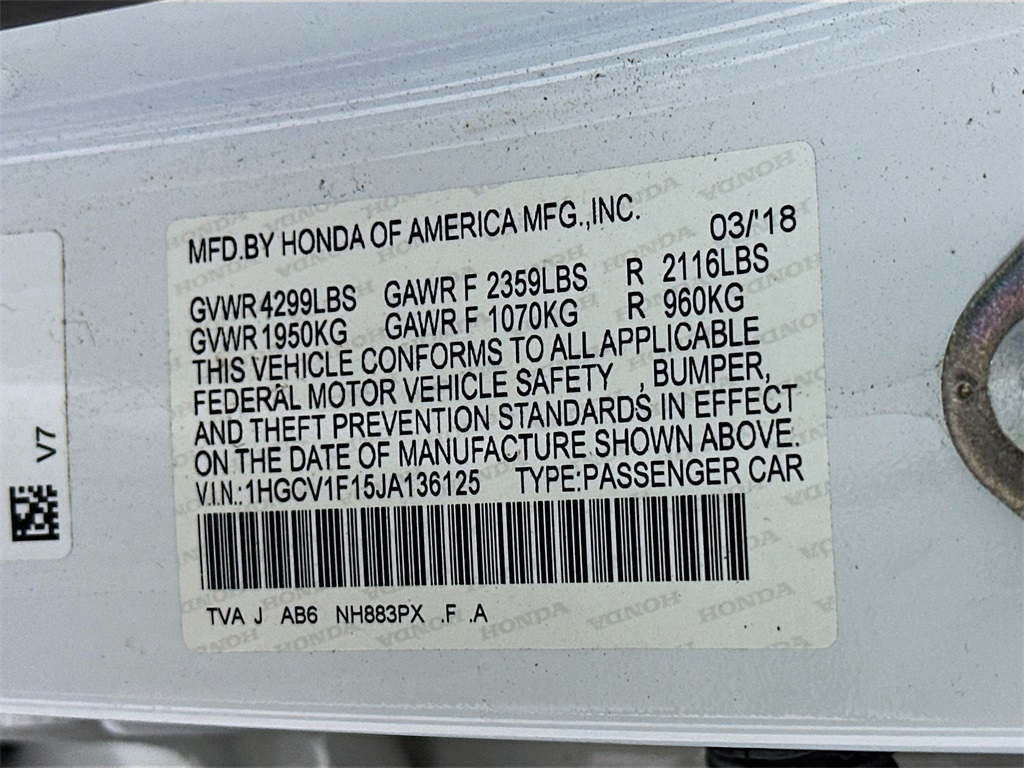 MFD.BY HONDA OF AMERICA MFG.,INC. 03/'18
GVWR 4299LBS GAWR F 2359LBS R 2116LBS
GVWR 1950KG GAWR F 1070KG R 960KG
THIS VEHICLE CONFORMS TO ALL APPLICABLE
FEDERAL MOTOR VEHICLE SAFETY , BUMPER,
AND THEFT PREVENTION STANDARDS IN EFFECT
ON THE DATE OF MANUFACTURE SHOWN ABOVE.
V.I.N.:1HGCV1F15JA136125 TYPE:PASSENGER CAR
TVA J AB6 NH883PX .F .A
V7